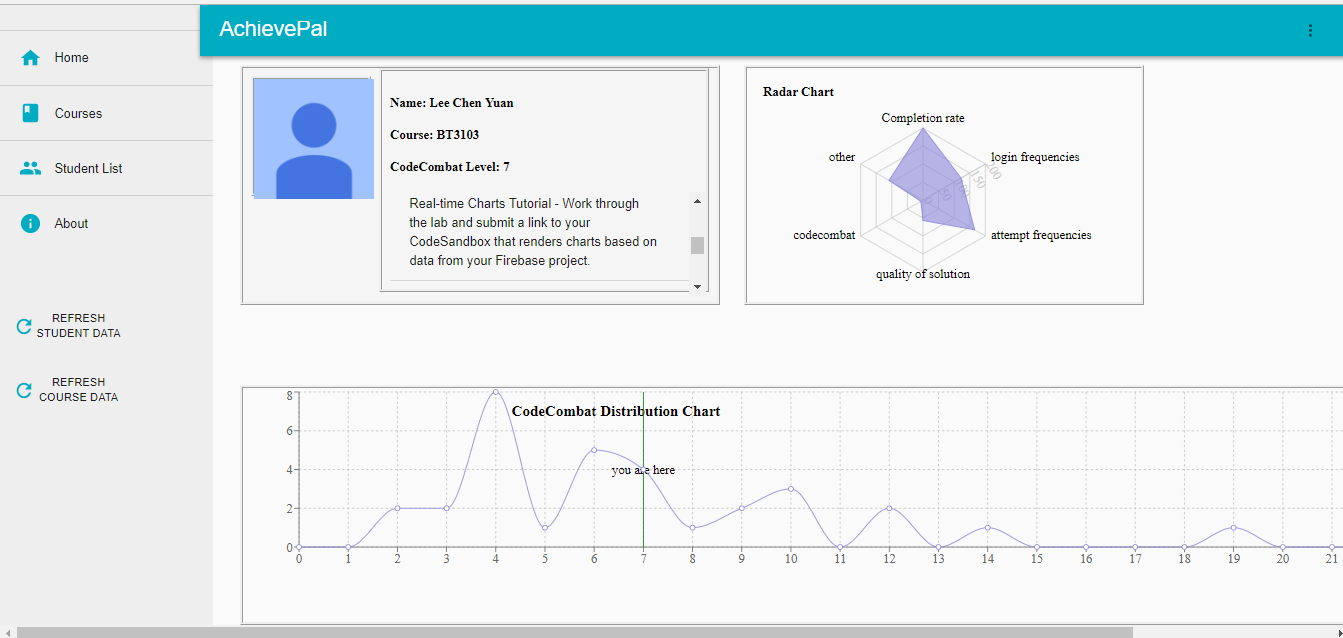 AchievePal
Home
Courses
Student List
About
REFRESH
STUDENT DATA
REFRESH
COURSE DATA
Name: Lee Chen Yuan
Course: BT3103
CodeCombat Level: 7
Real-time Charts Tutorial - Work through
the lab and submit a link to your
CodeSandbox that renders charts based on
data from your Firebase project.
Radar Chart
Completion rate
other
login frequencies
codecombat
attempt frequencies
quality of solution
CodeCombat Distribution Chart
you are here
8
6
4
2
0
0 1 2 3 4 5 6 7 8 9 10 11 12 13 14 15 16 17 18 19 20 21